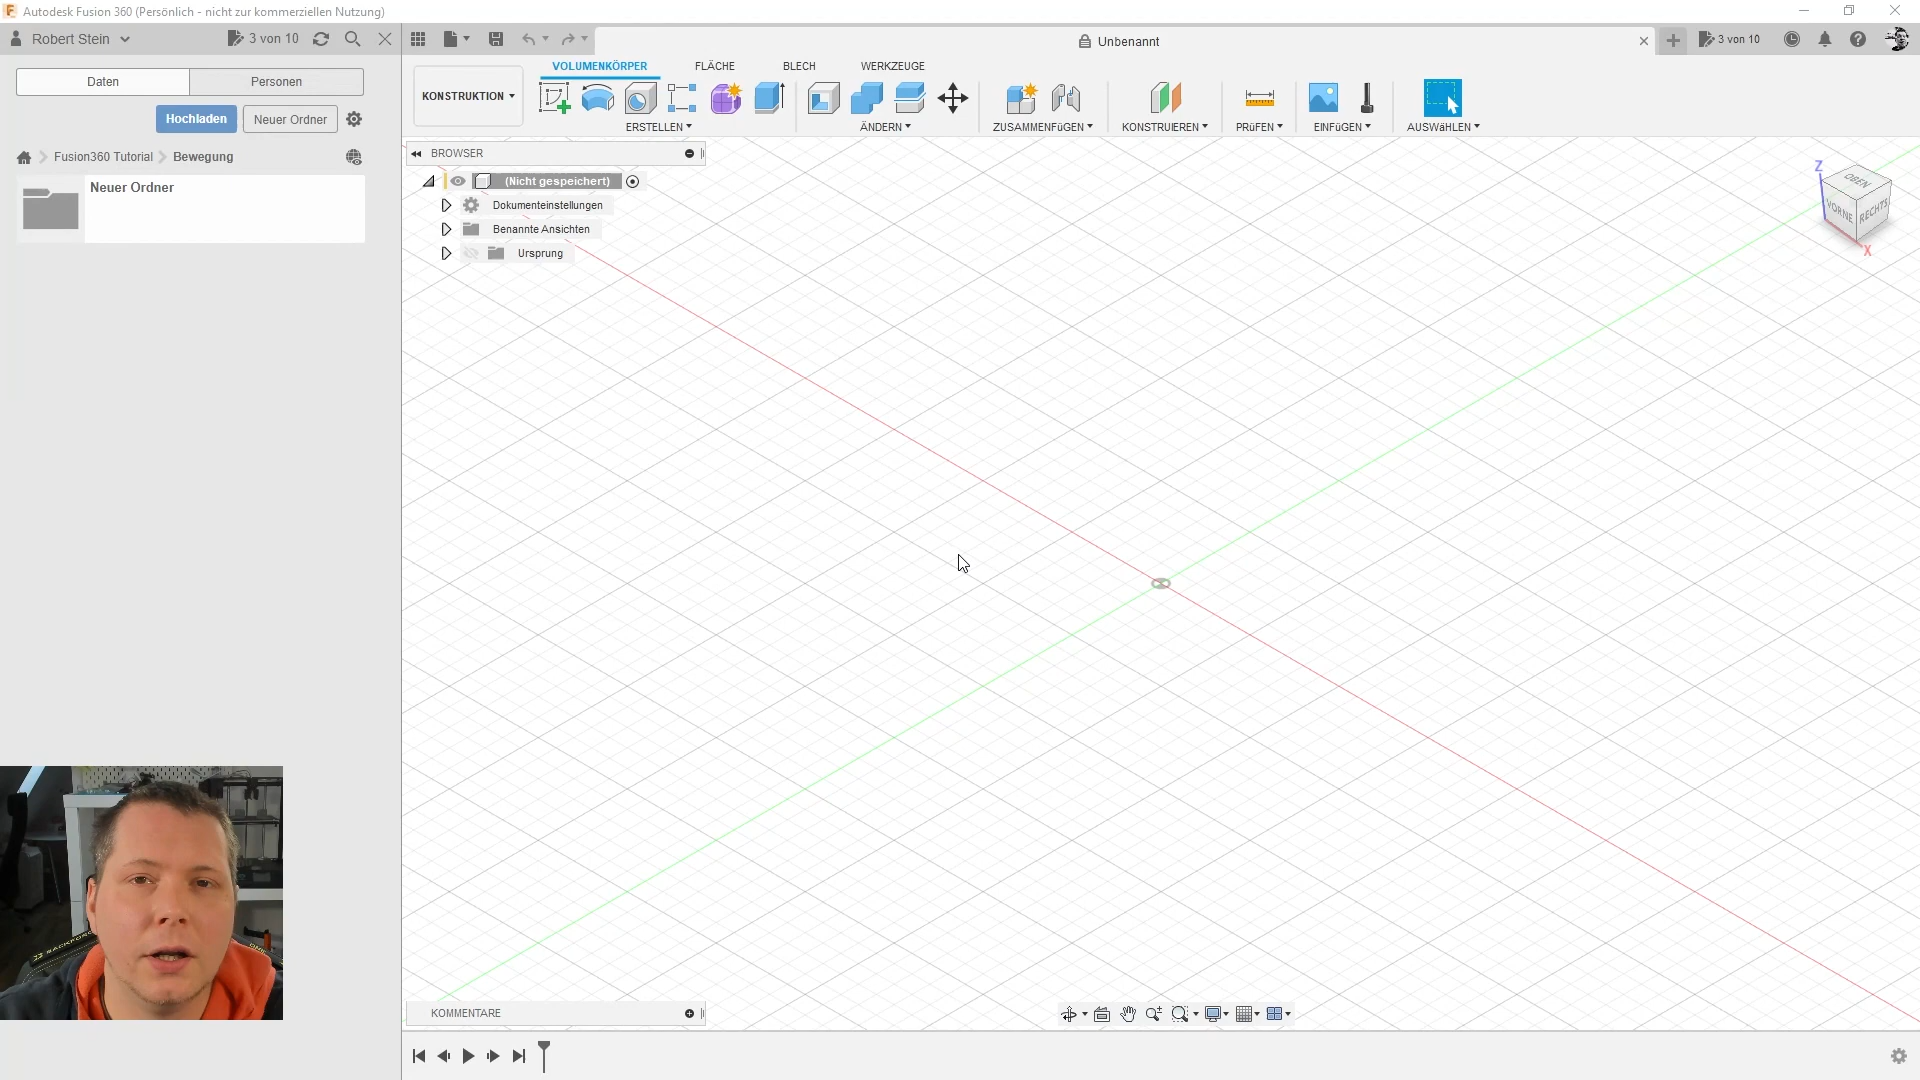 Autodesk Fusion 360 (Persönlich - nicht zur kommerziellen Nutzung)
Robert Stein
3 von 10
Unbenannt
3 von 10
Daten
Personen
Hochladen
Neuer Ordner
Fusion360 Tutorial
Bewegung
Neuer Ordner
KONSTRUKTION
VOLUMENKÖRPER
FLÄCHE
BLECH
WERKZEUGE
ERSTELLEN
ÄNDERN
ZUSAMMENFüGEN
KONSTRUIEREN
PRüFEN
EINFüGEN
AUSWäHLEN
BROWSER
(Nicht gespeichert)
Dokumenteinstellungen
Benannte Ansichten
Ursprung
Z
OBEN
VORNE
RECHTS
X
KOMMENTARE